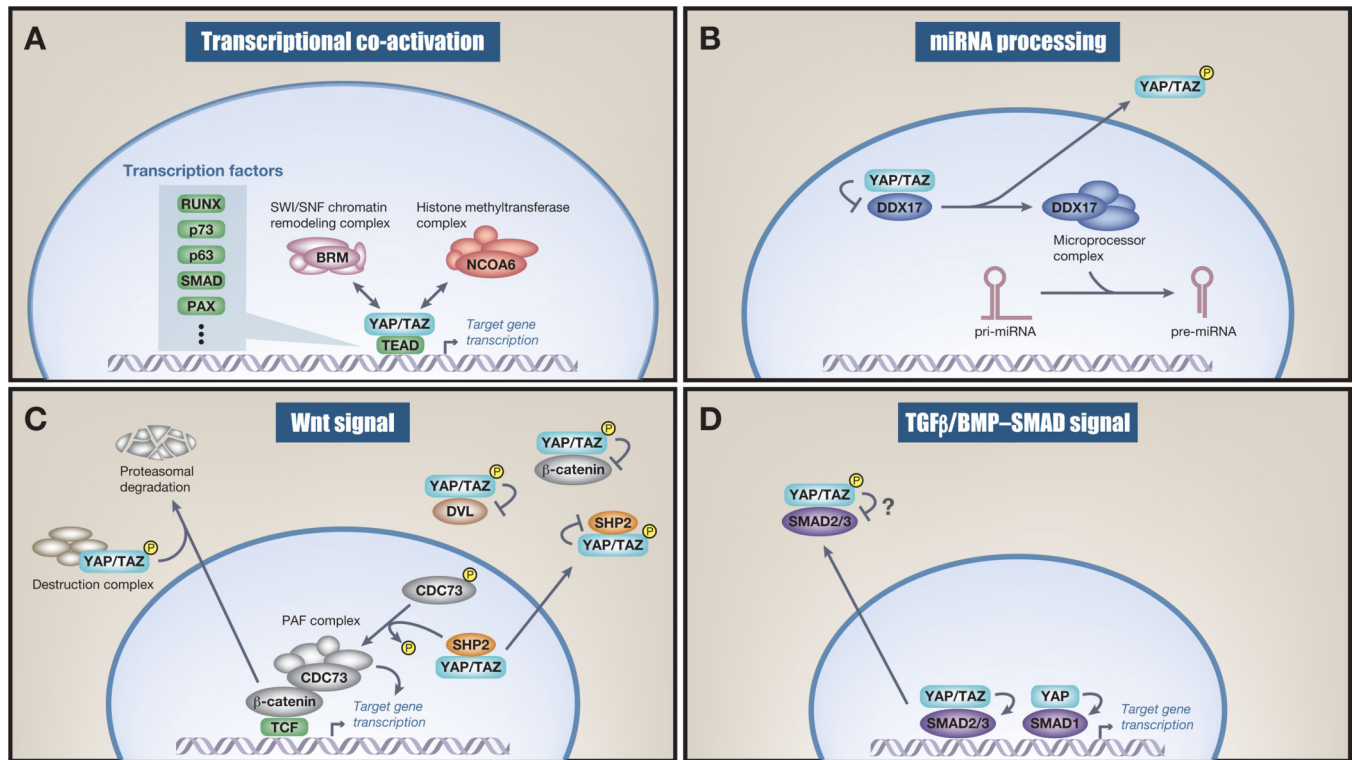 A
Transcriptional co-activation
Transcription factors
RUNX
p73
p63
SMAD
PAX
SWI/SNF chromatin
remodeling complex
BRM
Histone methyltransferase
complex
NCOA6
YAP/TAZ
TEAD
Target gene
transcription
B
miRNA processing
P
YAP/TAZ
YAP/TAZ
DDX17
DDX17
Microprocessor
complex
pri-miRNA
pre-miRNA
C
Wnt signal
Proteasomal
degradation
P
YAP/TAZ
Destruction complex
P
YAP/TAZ
DVL
P
YAP/TAZ
β-catenin
SHP2
P
YAP/TAZ
P
CDC73
PAF complex
P
SHP2
YAP/TAZ
CDC73
β-catenin
TCF
Target gene
transcription
D
TGFβ/BMP–SMAD signal
P
YAP/TAZ
SMAD2/3
?
YAP/TAZ
SMAD2/3
YAP
SMAD1
Target gene
transcription